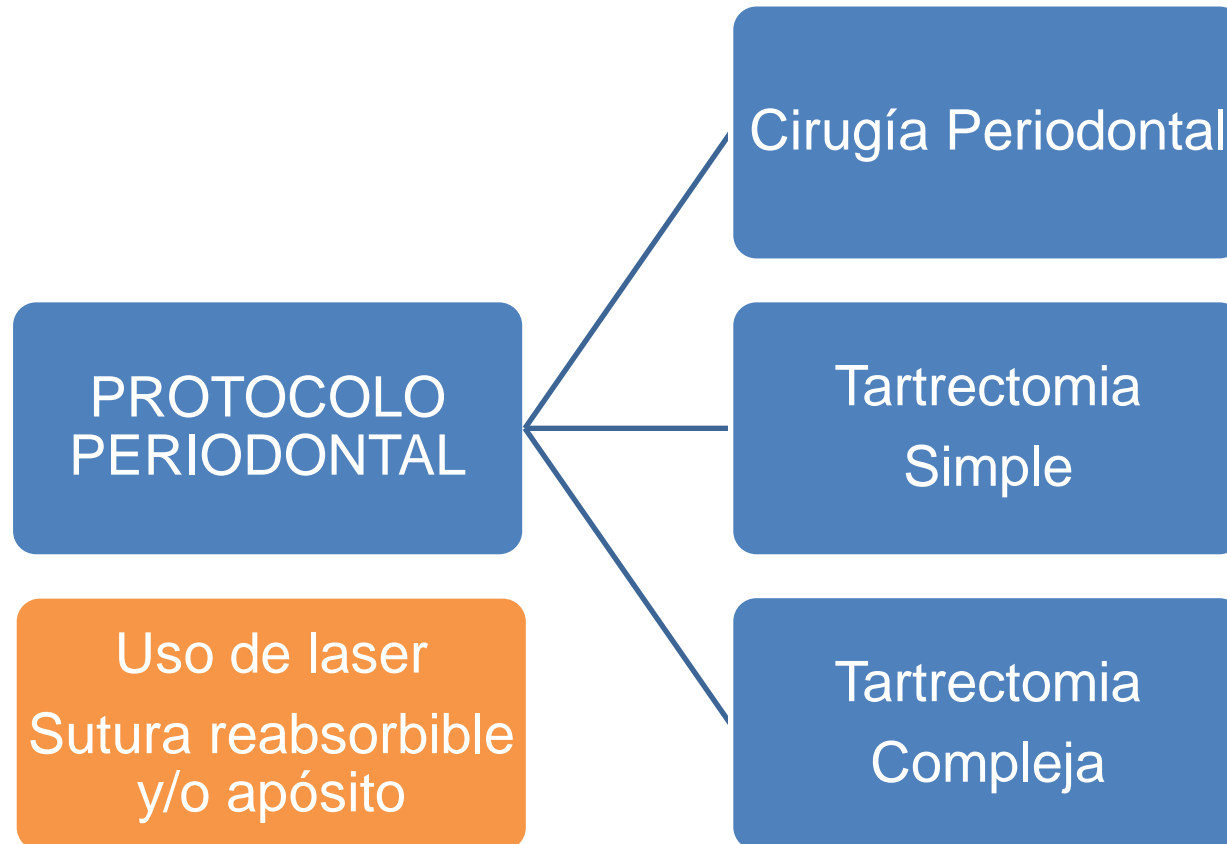 Cirugía Periodontal
PROTOCOLO
PERIODONTAL
Tartrectomia
Simple
Uso de laser
Sutura reabsorbible
y/o apósito
Tartrectomia
Compleja